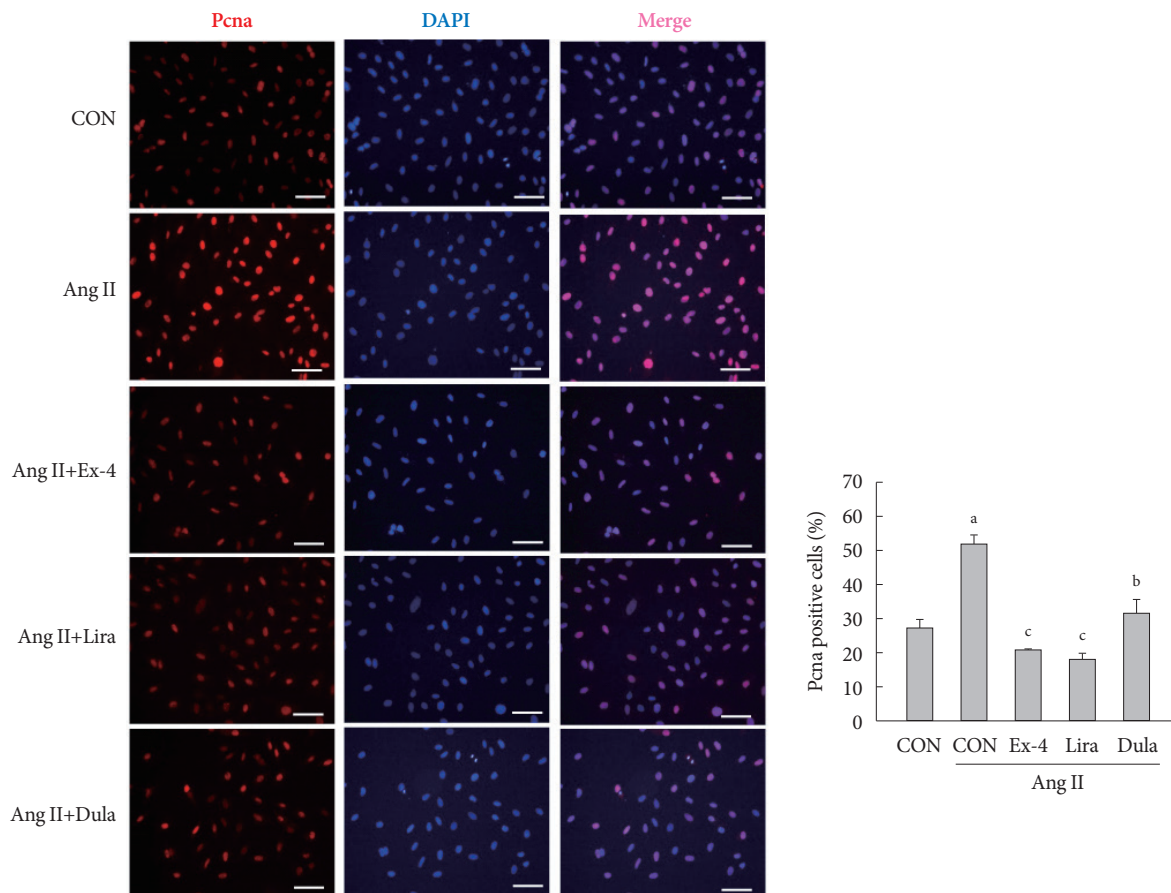 Pcna DAPI Merge
CON
Ang II
Ang II+Ex-4
Ang II+Lira
Ang II+Dula
Pcna positive cells (%)
70
60
50
40
30
20
10
0
a
b
c c
CON CON Ex-4 Lira Dula
Ang II